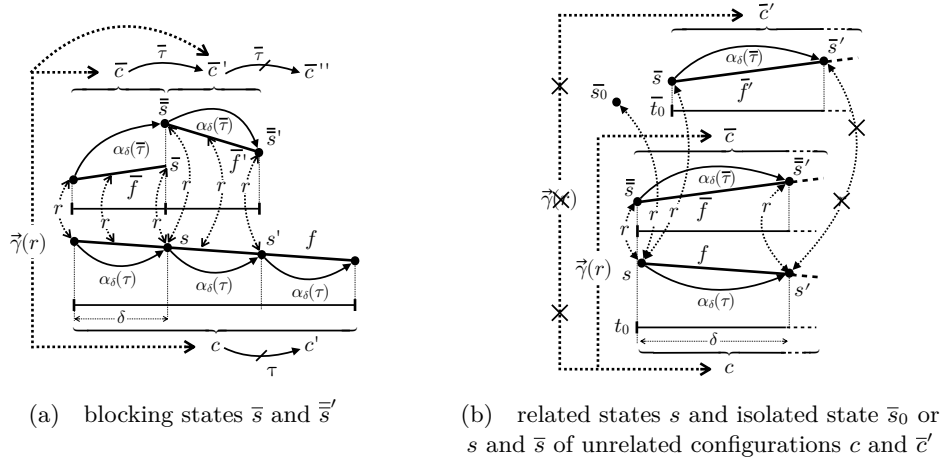 c̅ τ̅ c̅' τ̅ c̅''
s̿
α_δ(τ̅) α_δ(τ̅) s̿'
s̅ f̅'
f̅
r r r r r
γ⃗(r)
s s' f
α_δ(τ) α_δ(τ) α_δ(τ)
δ
c c'
τ
(a) blocking states s̅ and s̿'
c̅'
s̅ α_δ(τ̅) s̅'
s̅₀ f̅'
t̅₀
c̅
γ⃗(r)
s̿ α_δ(τ̅) s̿'
r r r f̅ r
γ⃗(r)
s f s'
α_δ(τ)
t₀
δ
c
(b) related states s and isolated state s̅₀ or
s and s̅ of unrelated configurations c and c̅'